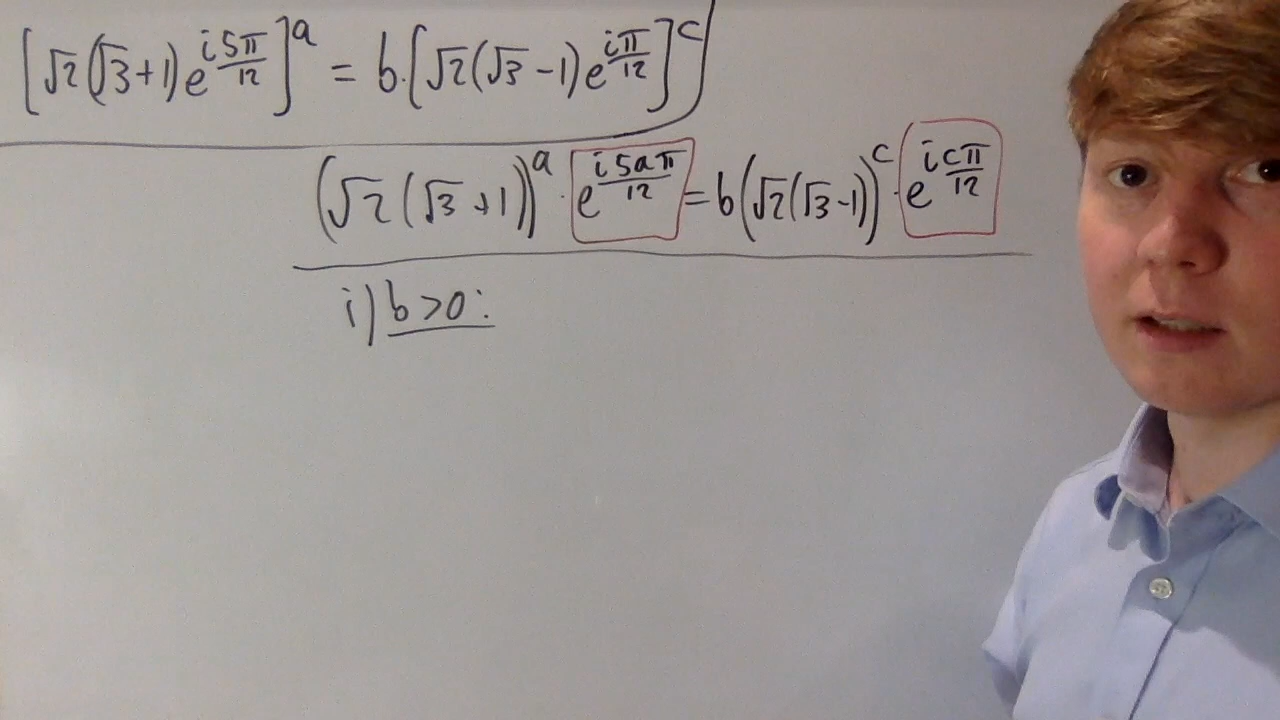 [√2(√3+1)e^{i5π/12}]^a = b·[√2(√3-1)e^{iπ/12}]^c
(√2(√3+1))^a · e^{i5aπ/12} = b(√2(√3-1))^c · e^{icπ/12}
i) b>0: